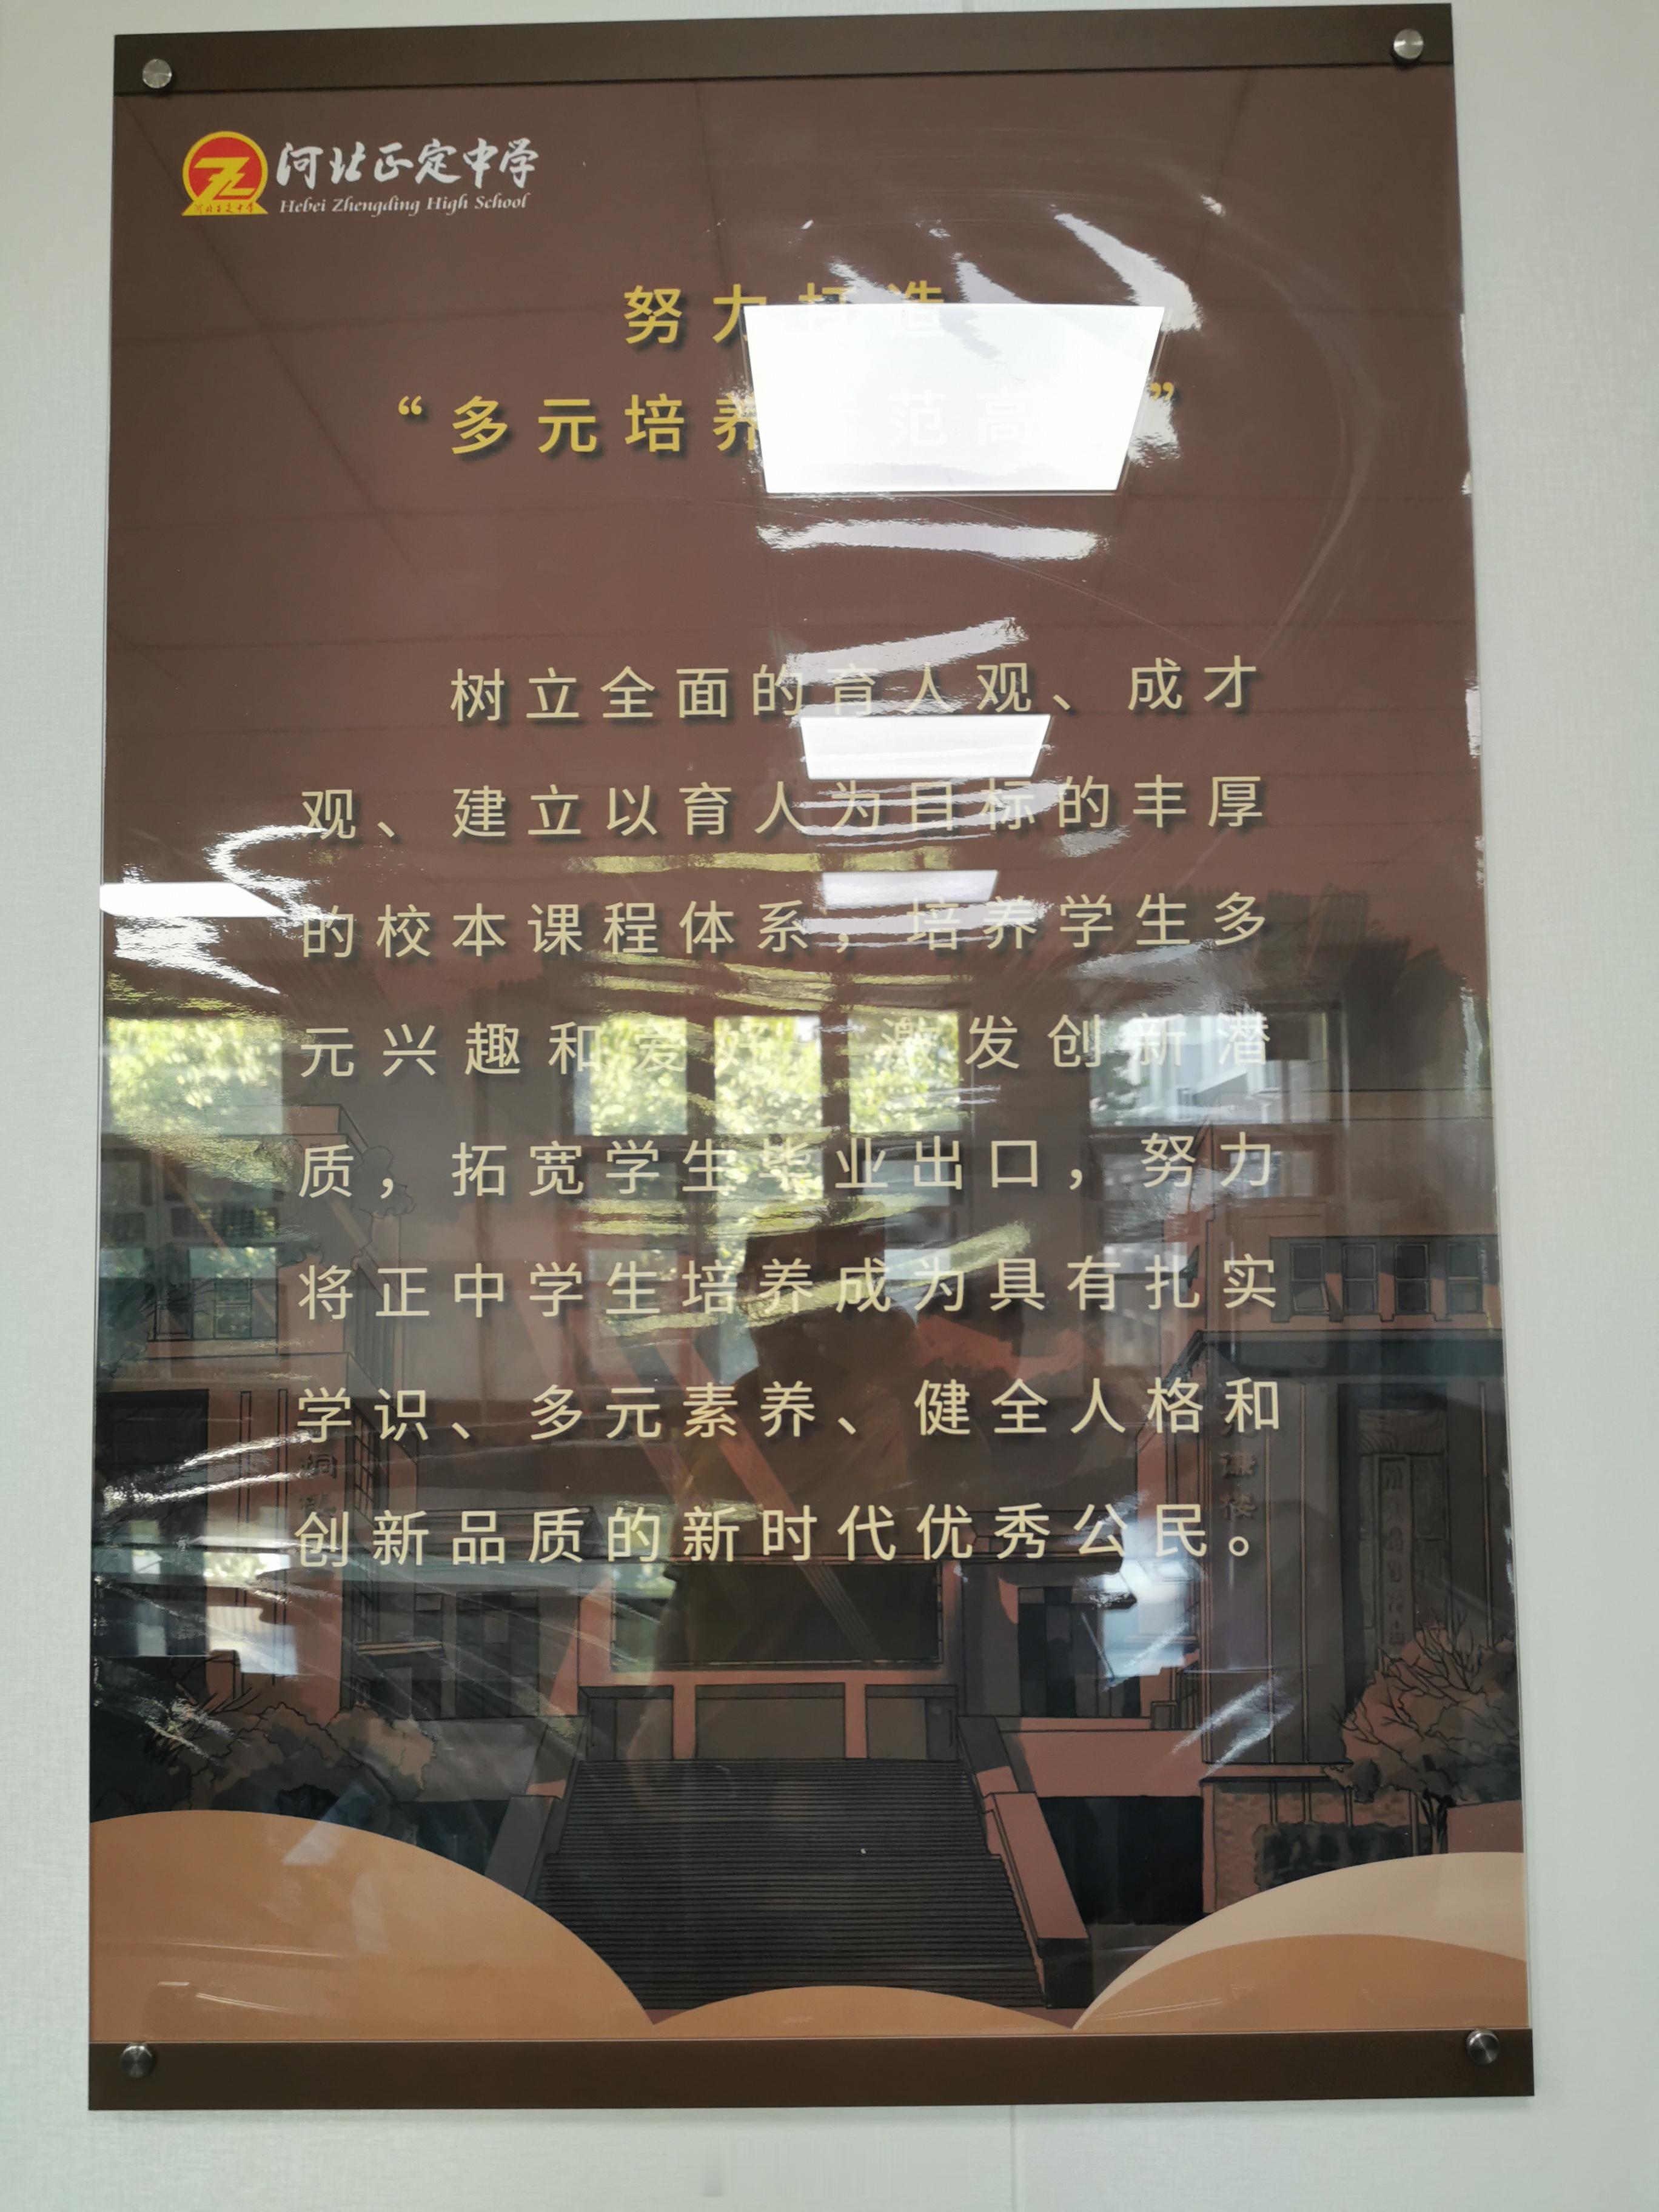 河北正定中学
Hebei Zhengding High School
努力打造
“多元培养 范高 ”
树立全面的育人观、成才
观、建立以育人为目标的丰厚
的校本课程体系，培养学生多
元兴趣和爱好 激发创新潜
质，拓宽学生毕业出口，努力
将正中学生培养成为具有扎实
学识、多元素养、健全人格和
创新品质的新时代优秀公民。